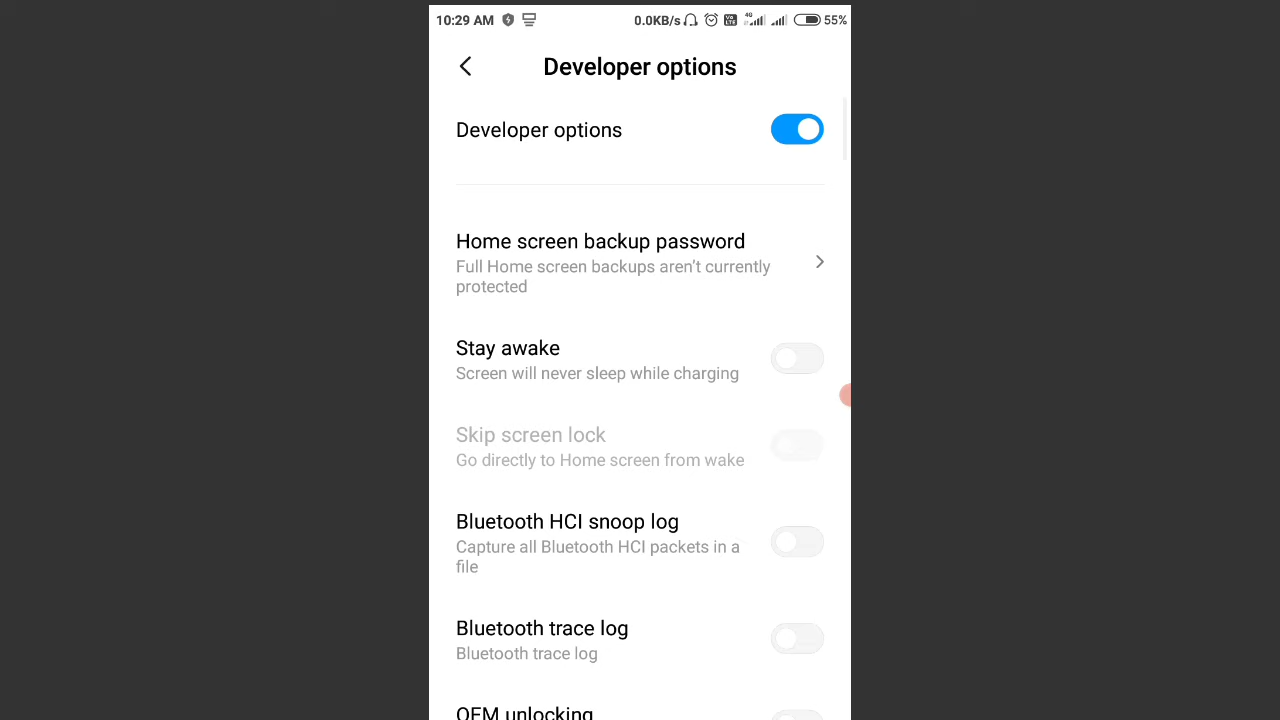 10:29 AM 0.0KB/s 4G 55%
Developer options
Developer options
Home screen backup password
Full Home screen backups aren't currently
protected
Stay awake
Screen will never sleep while charging
Skip screen lock
Go directly to Home screen from wake
Bluetooth HCI snoop log
Capture all Bluetooth HCI packets in a
file
Bluetooth trace log
Bluetooth trace log
OEM unlocking